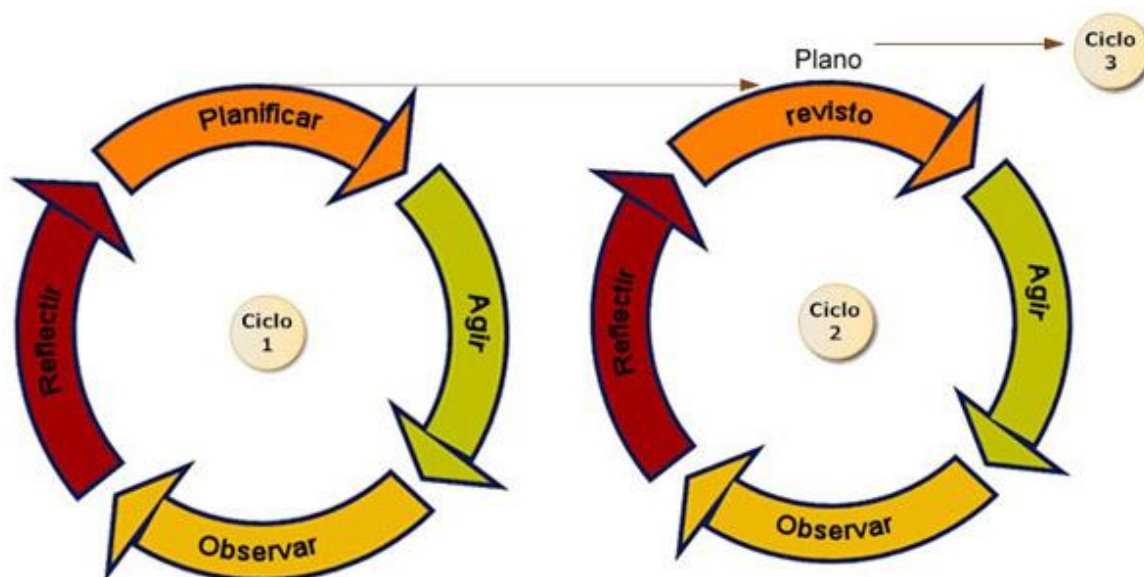 Planificar
Agir
Observar
Reflectir
Ciclo
1
Plano
revisto
Agir
Observar
Reflectir
Ciclo
2
Ciclo
3